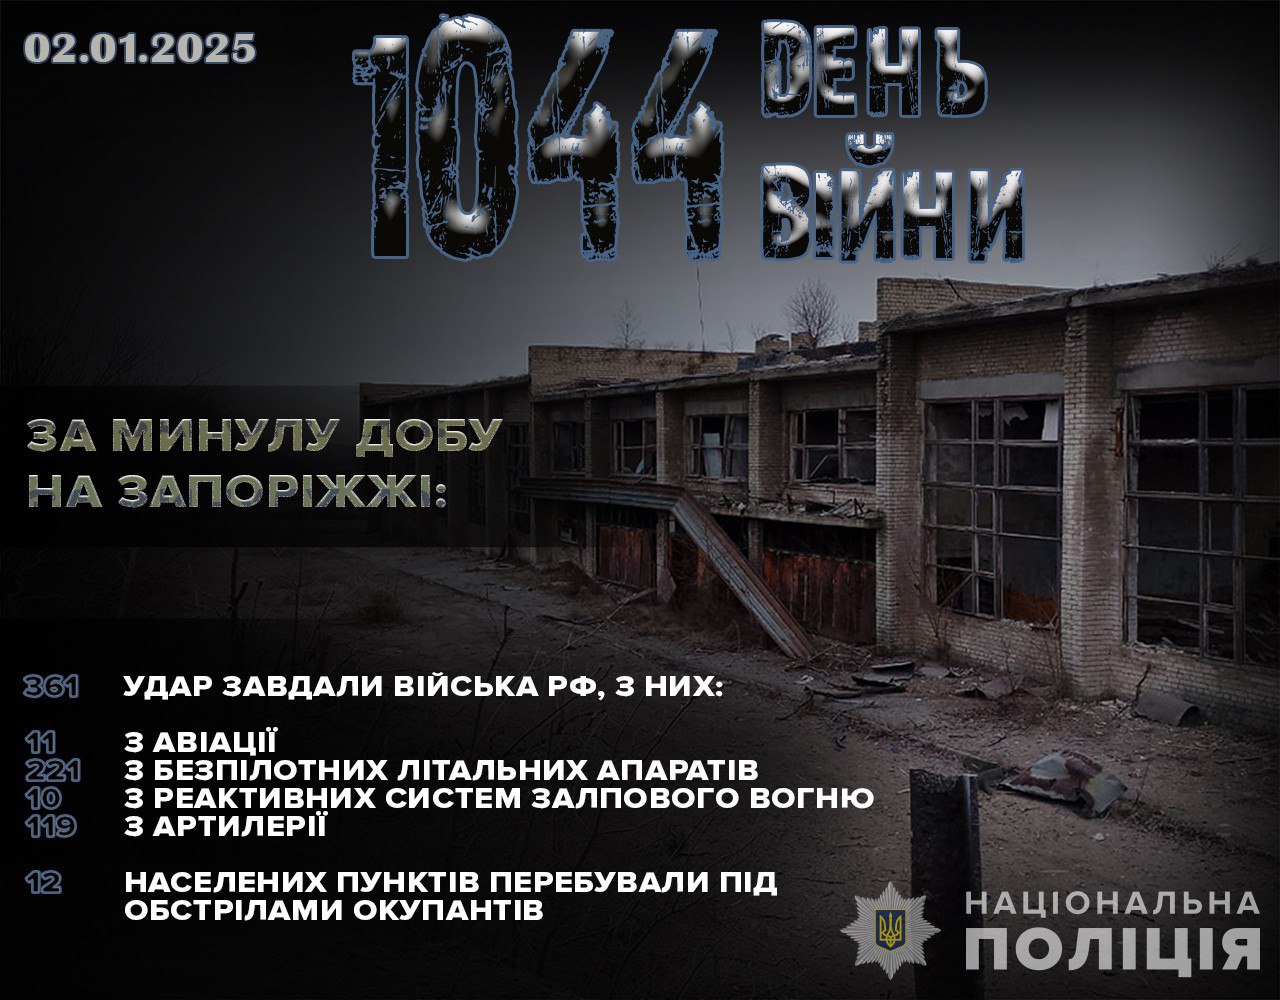 02.01.2025
1044
ДЕНЬ
ВІЙНИ
ЗА МИНУЛУ ДОБУ
НА ЗАПОРІЖЖІ:
361 УДАР ЗАВДАЛИ ВІЙСЬКА РФ, З НИХ:
11 З АВІАЦІЇ
221 З БЕЗПІЛОТНИХ ЛІТАЛЬНИХ АПАРАТІВ
10 З РЕАКТИВНИХ СИСТЕМ ЗАЛПОВОГО ВОГНЮ
119 З АРТИЛЕРІЇ
12 НАСЕЛЕНИХ ПУНКТІВ ПЕРЕБУВАЛИ ПІД
ОБСТРІЛАМИ ОКУПАНТІВ
НАЦІОНАЛЬНА
ПОЛІЦІЯ